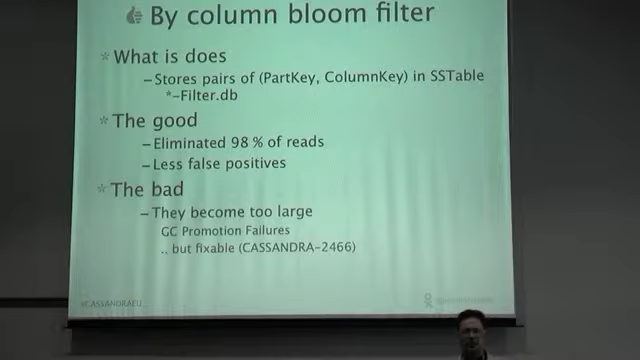 By column bloom filter
* What is does
– Stores pairs of (PartKey, ColumnKey) in SSTable
*-Filter.db
* The good
– Eliminated 98 % of reads
– Less false positives
* The bad
– They become too large
GC Promotion Failures
.. but fixable (CASSANDRA-2466)
#CASSANDRAEU